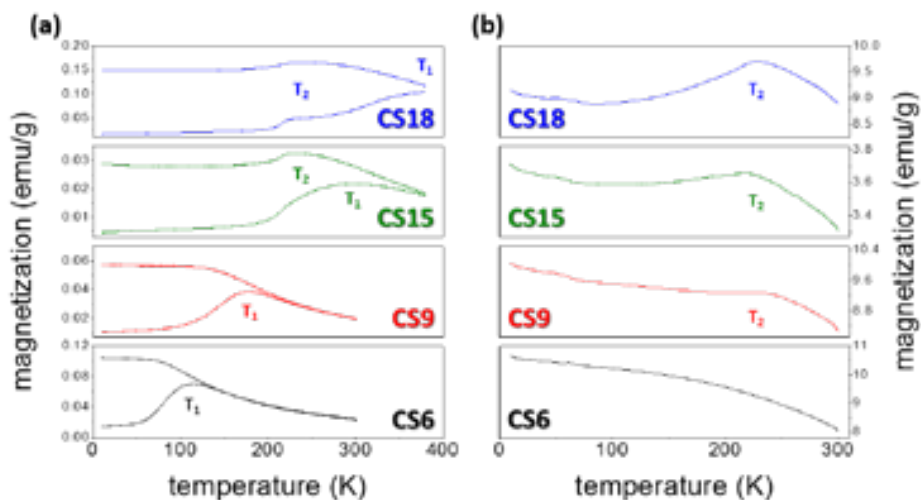 (a)
(b)
magnetization (emu/g)
0.20
0.15
0.10
0.05
T₁
T₂
CS18
0.03
0.02
0.01
T₂
T₁
CS15
0.06
0.04
0.02
T₁
CS9
0.12
0.08
0.04
0.00
T₁
CS6
0 100 200 300 400
temperature (K)
10.0
9.5
9.0
8.5
T₂
CS18
3.8
3.6
3.4
T₂
CS15
10.4
9.6
8.8
T₂
CS9
11
10
9
8
CS6
0 100 200 300
temperature (K)
magnetization (emu/g)